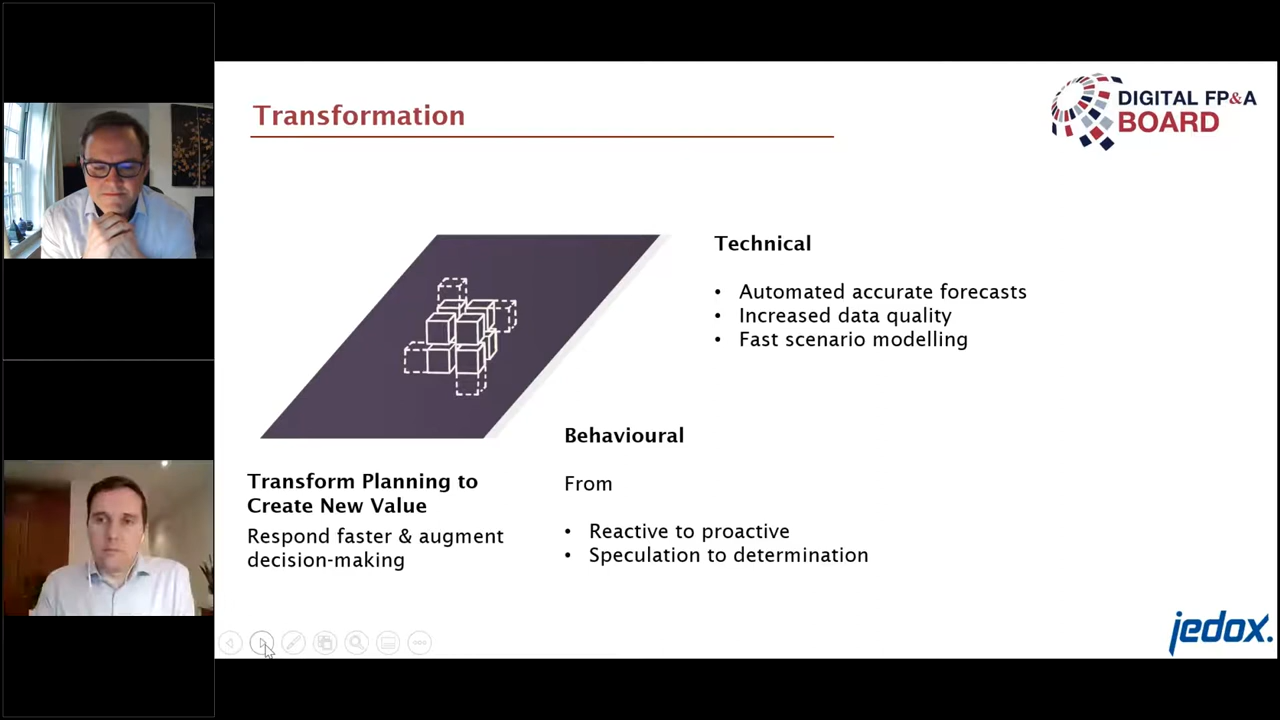 Transformation
DIGITAL FP&A
BOARD
Technical
• Automated accurate forecasts
• Increased data quality
• Fast scenario modelling
Behavioural
From
• Reactive to proactive
• Speculation to determination
Transform Planning to
Create New Value
Respond faster & augment
decision-making
jedox.